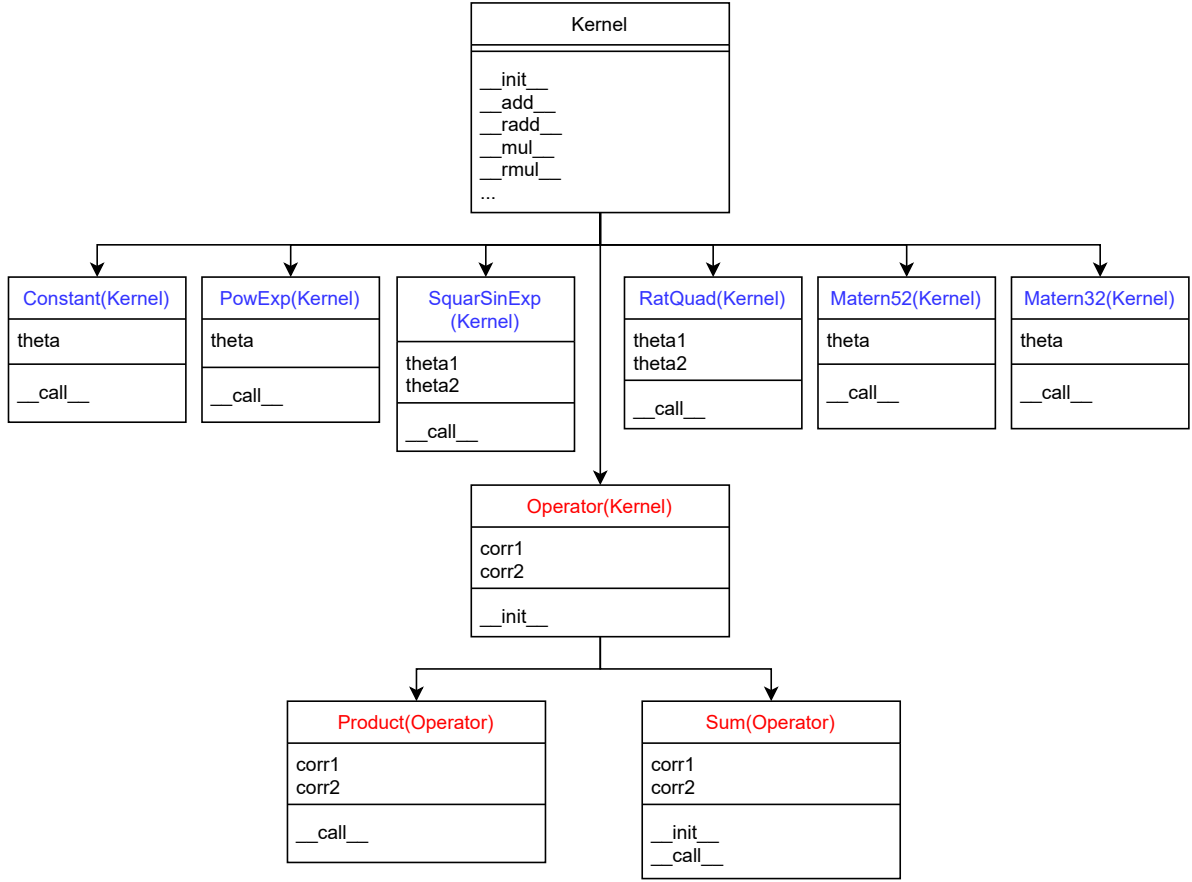 Kernel
__init__
__add__
__radd__
__mul__
__rmul__
...
Constant(Kernel)
theta
__call__
PowExp(Kernel)
theta
__call__
SquarSinExp
(Kernel)
theta1
theta2
__call__
RatQuad(Kernel)
theta1
theta2
__call__
Matern52(Kernel)
theta
__call__
Matern32(Kernel)
theta
__call__
Operator(Kernel)
corr1
corr2
__init__
Product(Operator)
corr1
corr2
__call__
Sum(Operator)
corr1
corr2
__init__
__call__